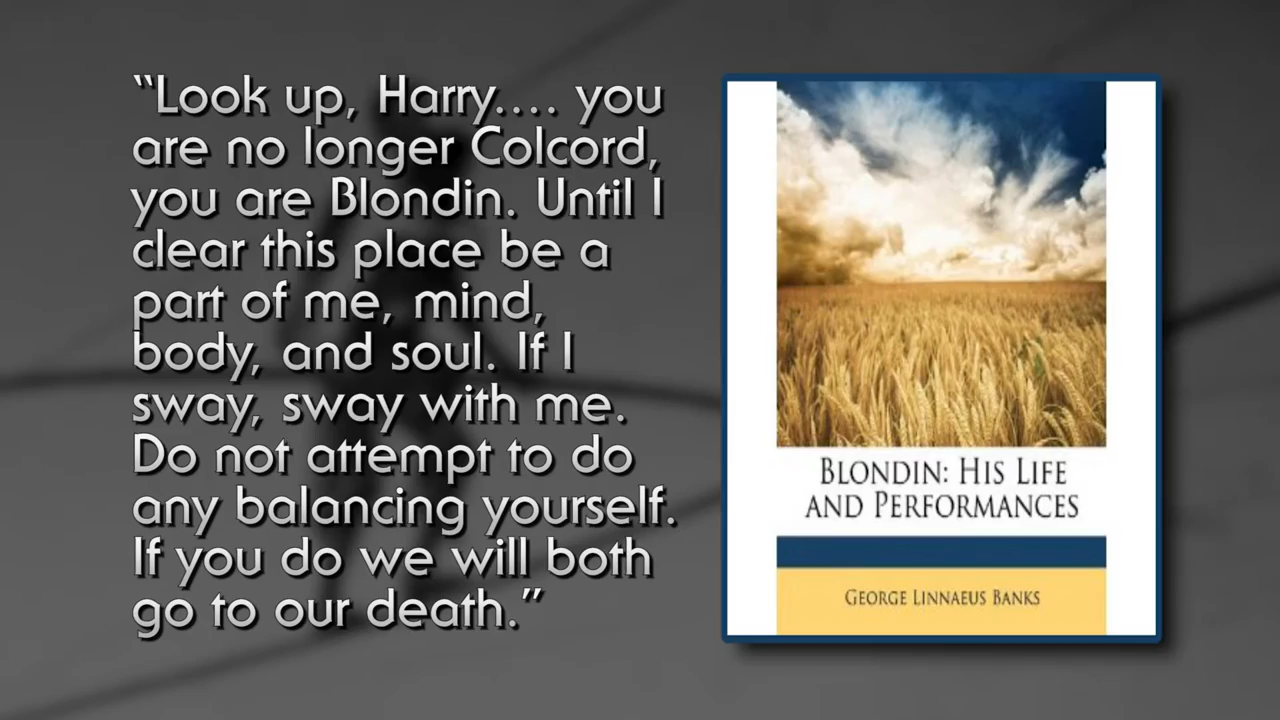 “Look up, Harry.... you
are no longer Colcord,
you are Blondin. Until I
clear this place be a
part of me, mind,
body, and soul. If I
sway, sway with me.
Do not attempt to do
any balancing yourself.
If you do we will both
go to our death.”
BLONDIN: HIS LIFE
AND PERFORMANCES
GEORGE LINNAEUS BANKS